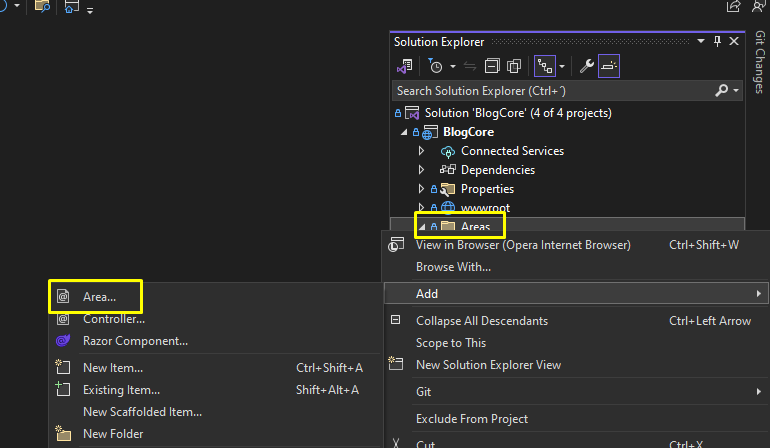 Solution Explorer
Search Solution Explorer (Ctrl+´)
Solution 'BlogCore' (4 of 4 projects)
BlogCore
Connected Services
Dependencies
Properties
wwwroot
Areas
View in Browser (Opera Internet Browser) Ctrl+Shift+W
Browse With...
Add
Collapse All Descendants Ctrl+Left Arrow
Scope to This
New Solution Explorer View
Git
Exclude From Project
Cut Ctrl+X
Area...
Controller...
Razor Component...
New Item... Ctrl+Shift+A
Existing Item... Shift+Alt+A
New Scaffolded Item...
New Folder
Git Changes